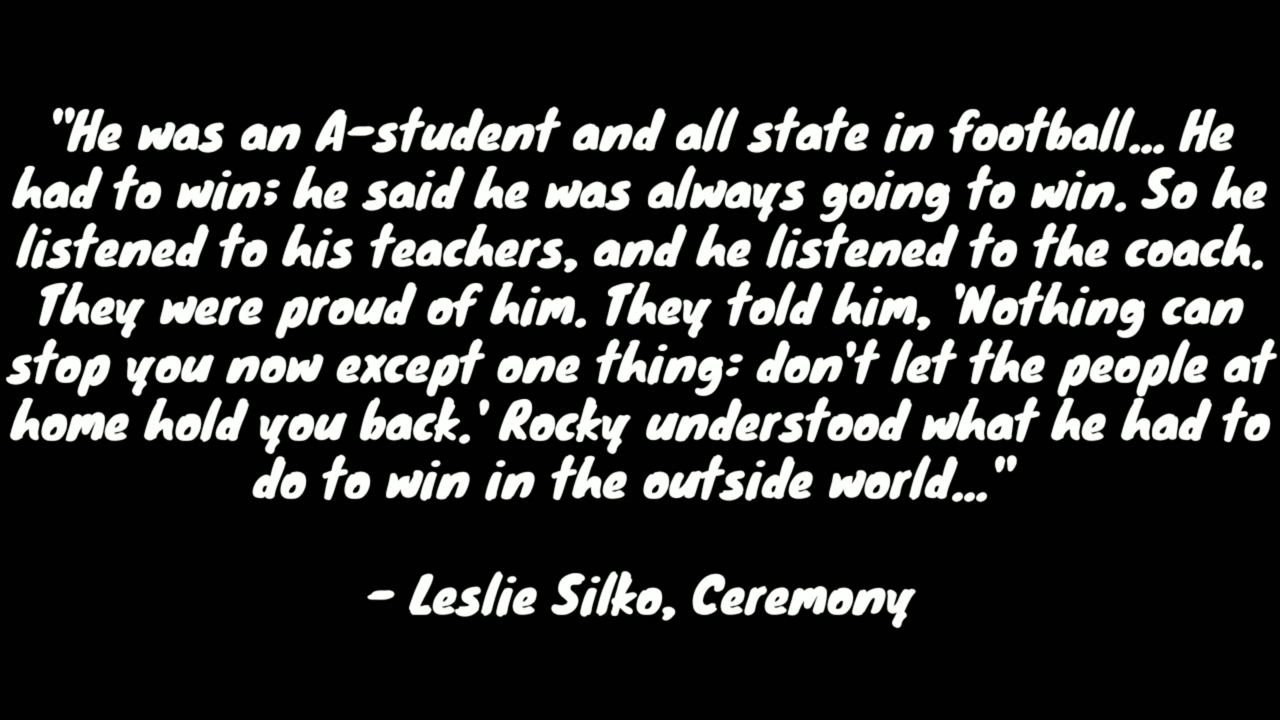 "He was an A-student and all state in football... He
had to win; he said he was always going to win. So he
listened to his teachers, and he listened to the coach.
They were proud of him. They told him, 'Nothing can
stop you now except one thing: don't let the people at
home hold you back.' Rocky understood what he had to
do to win in the outside world..."
- Leslie Silko, Ceremony